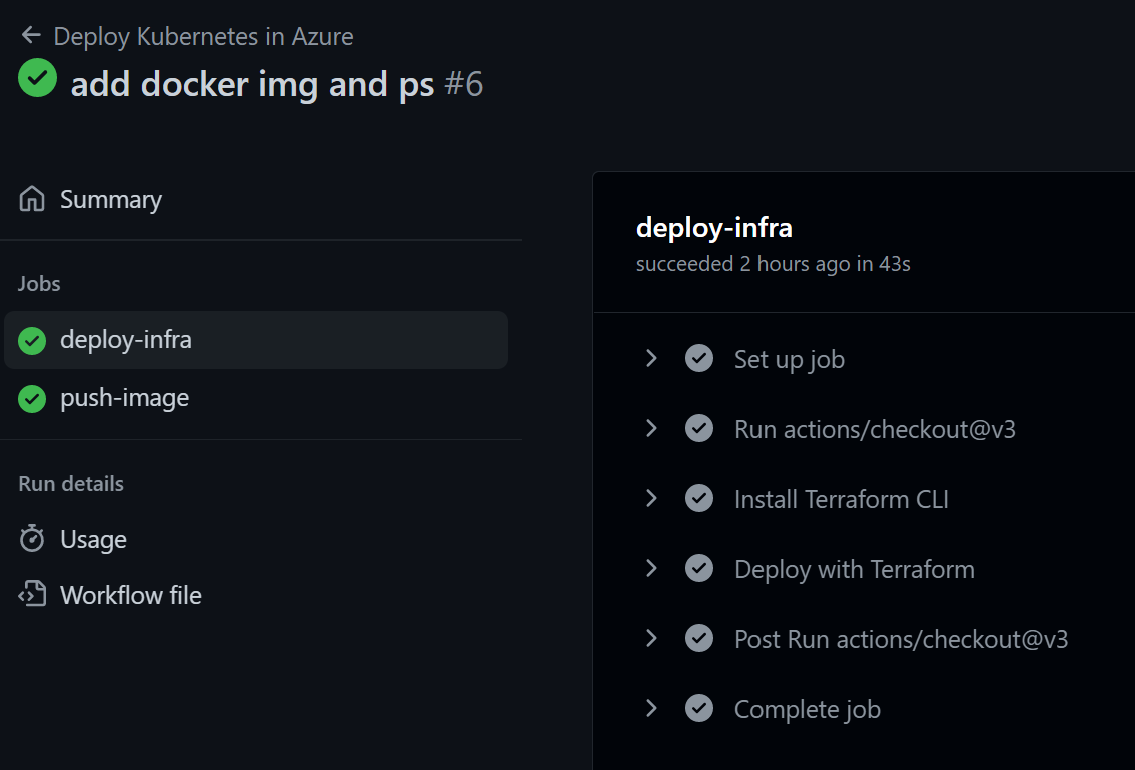 Deploy Kubernetes in Azure
add docker img and ps #6
Summary
Jobs
deploy-infra
push-image
Run details
Usage
Workflow file
deploy-infra
succeeded 2 hours ago in 43s
Set up job
Run actions/checkout@v3
Install Terraform CLI
Deploy with Terraform
Post Run actions/checkout@v3
Complete job